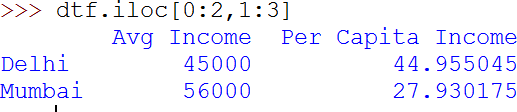 >>> dtf.iloc[0:2,1:3]
Avg Income  Per Capita Income
Delhi  45000  44.955045
Mumbai  56000  27.930175